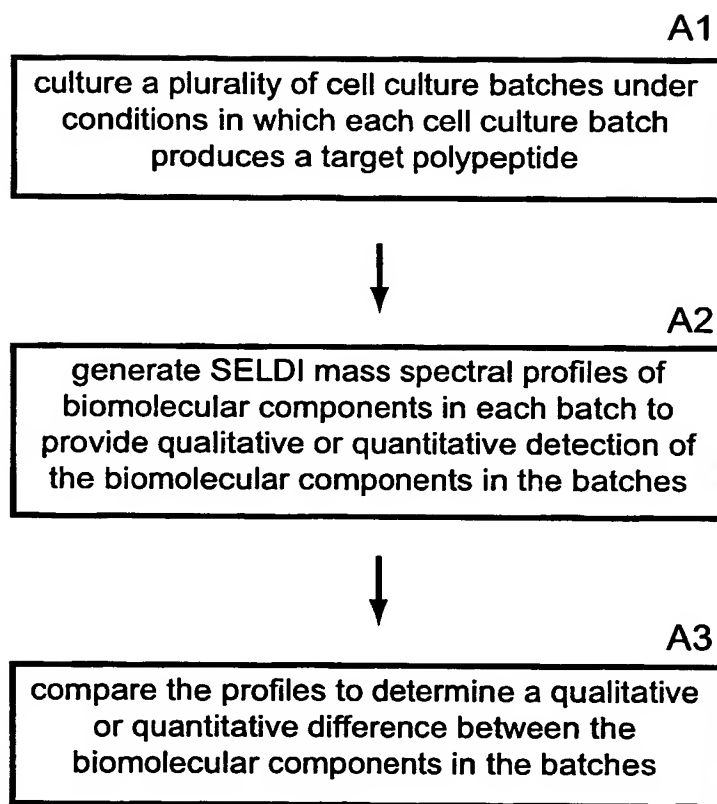 A1
culture a plurality of cell culture batches under
conditions in which each cell culture batch
produces a target polypeptide
A2
generate SELDI mass spectral profiles of
biomolecular components in each batch to
provide qualitative or quantitative detection of
the biomolecular components in the batches
A3
compare the profiles to determine a qualitative
or quantitative difference between the
biomolecular components in the batches